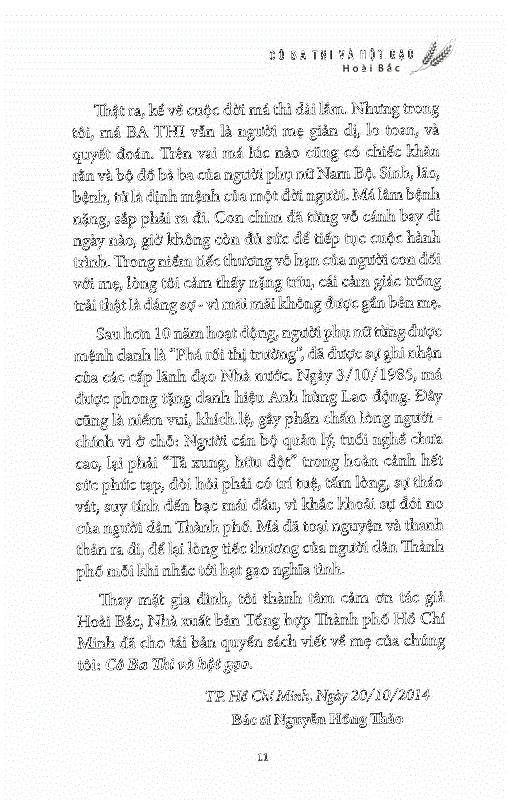 CÔ BA THI VÀ HỘT GẠO
Hoài Bắc
Thật ra, kể về cuộc đời má thì dài lắm. Nhưng trong
tôi, má BA THI vẫn là người mẹ giản dị, lo toan, và
quyết đoán. Trên vai má lúc nào cũng có chiếc khăn
rằn và bộ đồ bà ba của người phụ nữ Nam Bộ. Sinh, lão,
bệnh, tử là định mệnh của một đời người. Má lâm bệnh
nặng, sắp phải ra đi. Con chim đã từng vỗ cánh bay đi
ngày nào, giờ không còn đủ sức để tiếp tục cuộc hành
trình. Trong niềm tiếc thương vô hạn của người con đối
với mẹ, lòng tôi cảm thấy nặng trĩu, cái cảm giác trống
trải thật là đáng sợ - vì mãi mãi không được gần bên mẹ.
Sau hơn 10 năm hoạt động, người phụ nữ từng được
mệnh danh là "Phá rối thị trường", đã được sự ghi nhận
của các cấp lãnh đạo Nhà nước. Ngày 3/10/1985, má
được phong tặng danh hiệu Anh hùng Lao động. Đây
cũng là niềm vui, khích lệ, gây phấn chấn lòng người -
chính vì ở chỗ: Người cán bộ quản lý, tuổi nghề chưa
cao, lại phải "Tả xung, hữu đột" trong hoàn cảnh hết
sức phức tạp, đòi hỏi phải có trí tuệ, tấm lòng, sự tháo
vát, suy tính đến bạc mái đầu, vì khắc khoải sự đói no
của người dân Thành phố. Má đã toại nguyện và thanh
thản ra đi, để lại lòng tiếc thương của người dân Thành
phố mỗi khi nhắc tới hạt gạo nghĩa tình.
Thay mặt gia đình, tôi thành tâm cảm ơn tác giả
Hoài Bắc, Nhà xuất bản Tổng hợp Thành phố Hồ Chí
Minh đã cho tái bản quyển sách viết về mẹ của chúng
tôi: Cô Ba Thi và hột gạo.
TP. Hồ Chí Minh, Ngày 20/10/2014
Bác sĩ Nguyễn Hồng Thảo
11